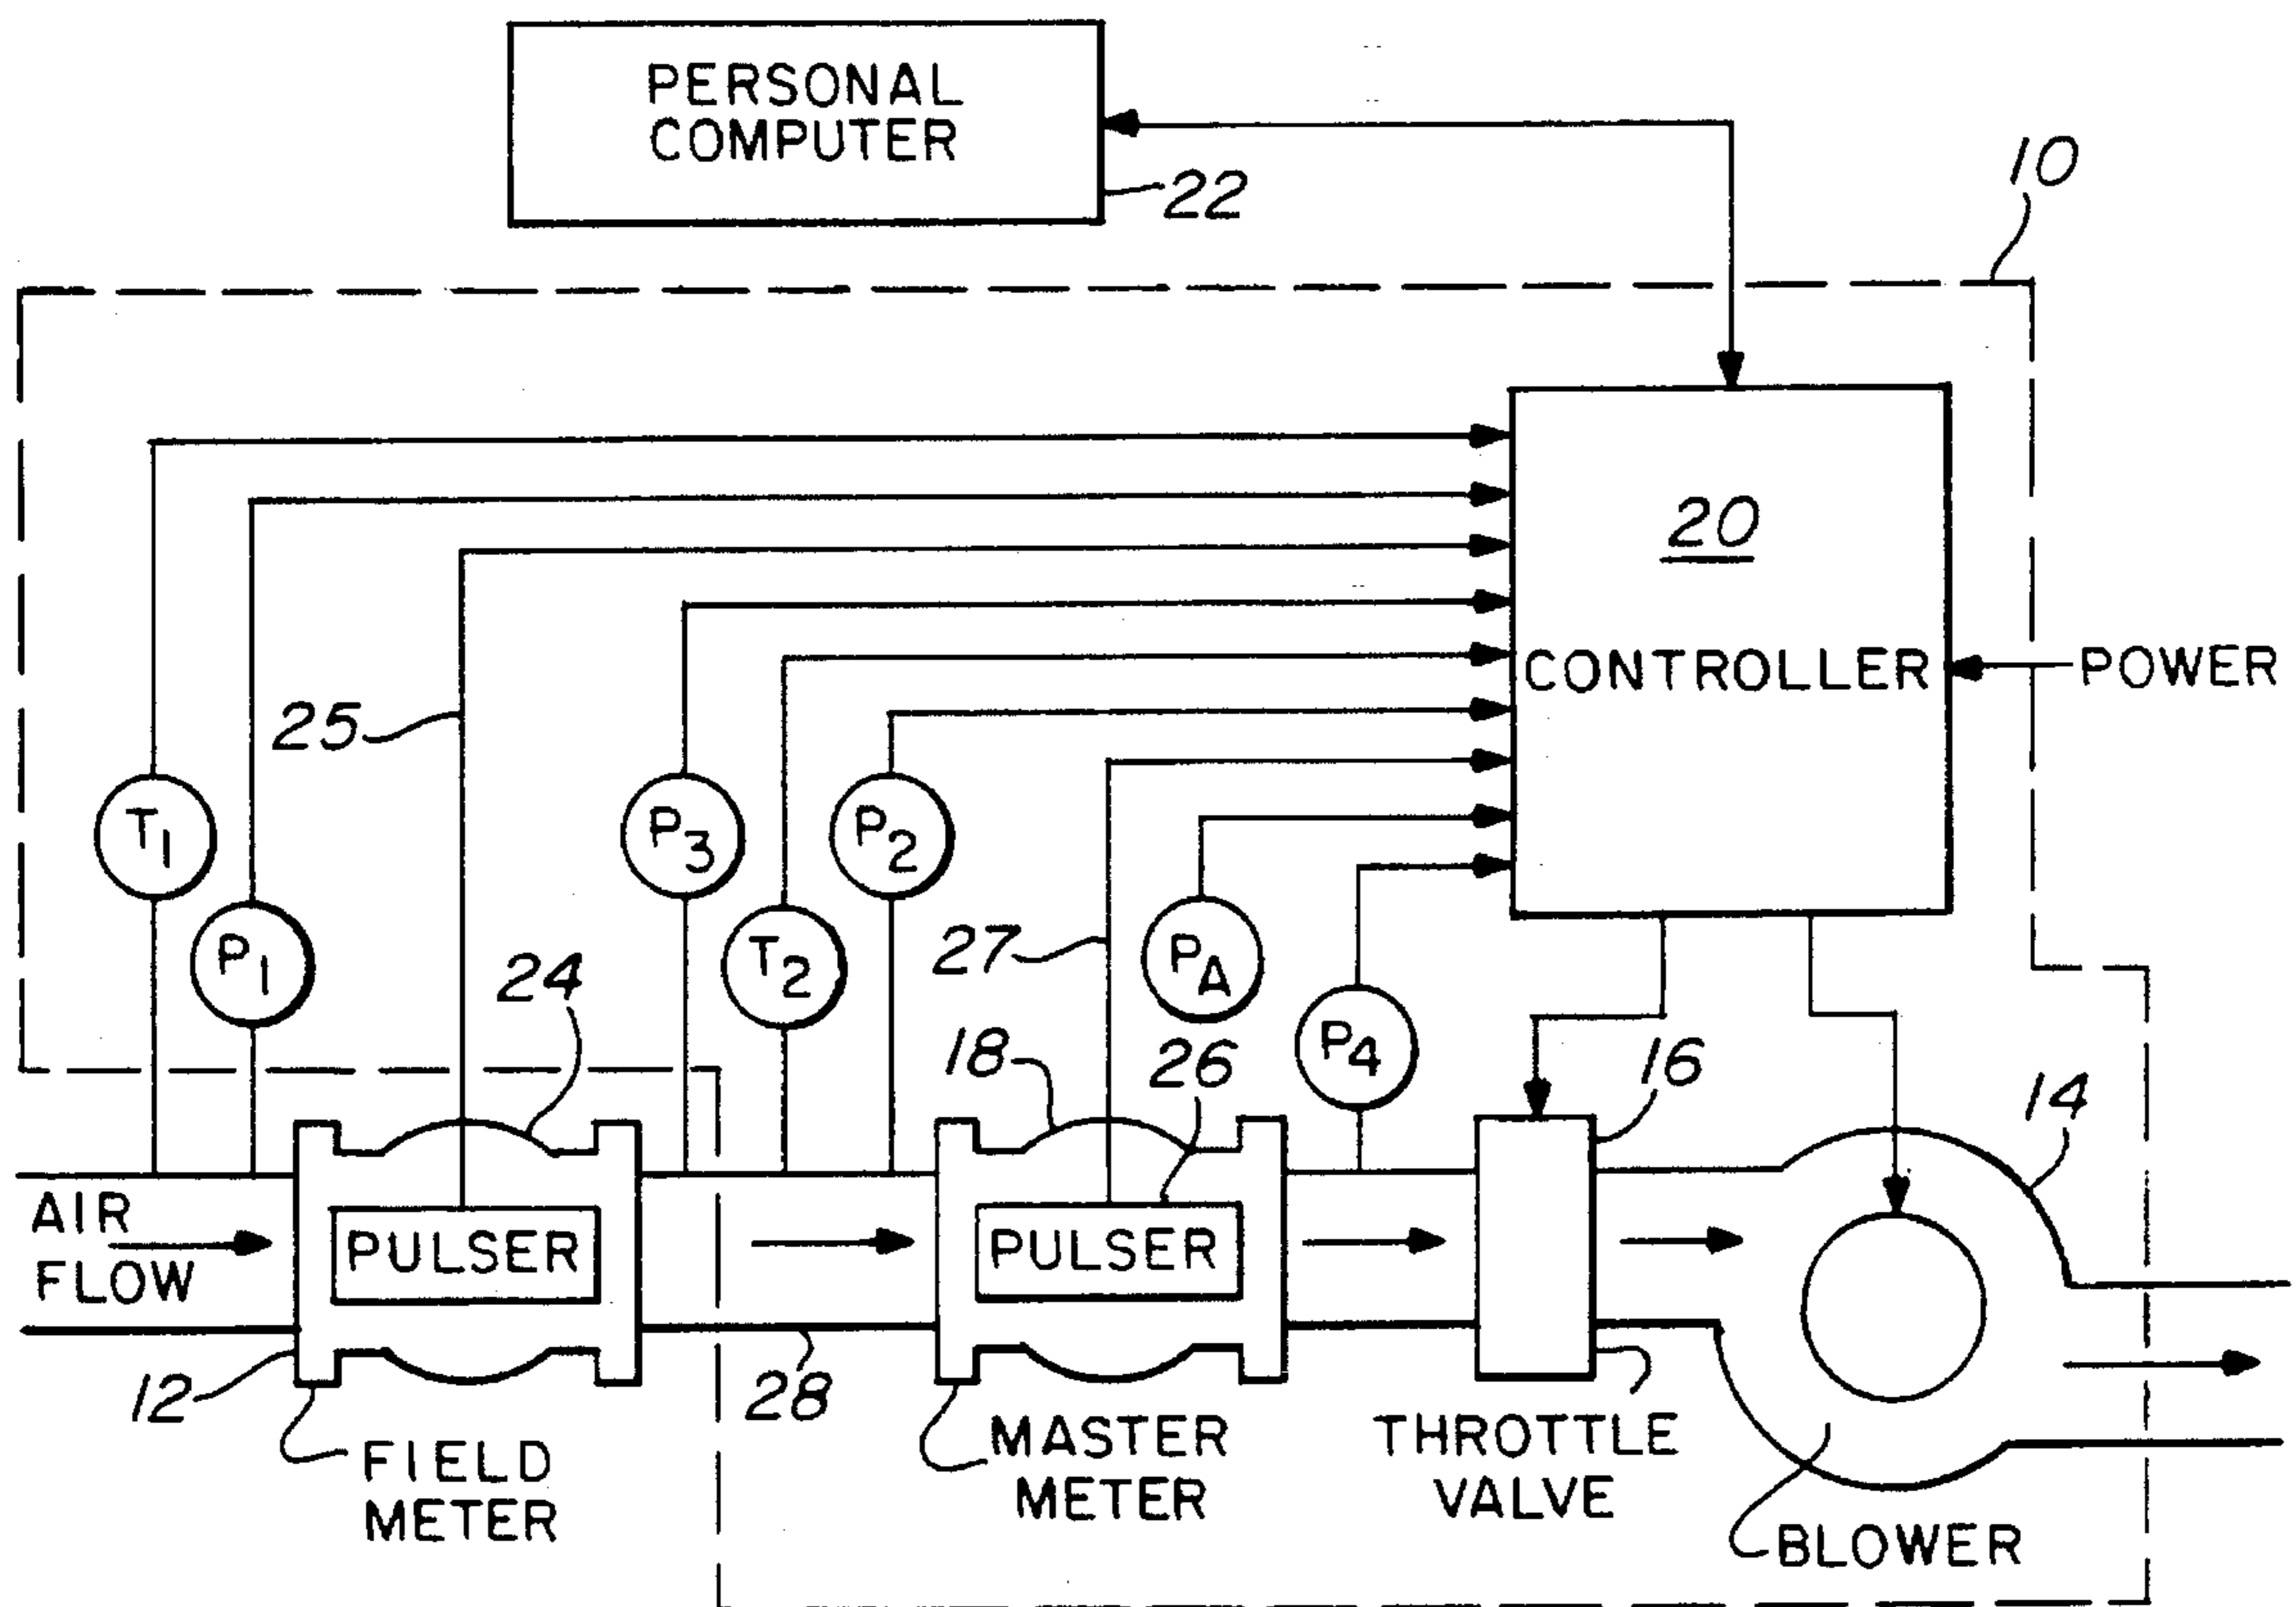 PERSONAL
COMPUTER
22
10
20
CONTROLLER
POWER
25
T1
P3
P2
P1
T2
27
PA
P4
24
18
26
16
14
AIR
FLOW
PULSER
PULSER
12
28
FIELD
METER
MASTER
METER
THROTTLE
VALVE
BLOWER